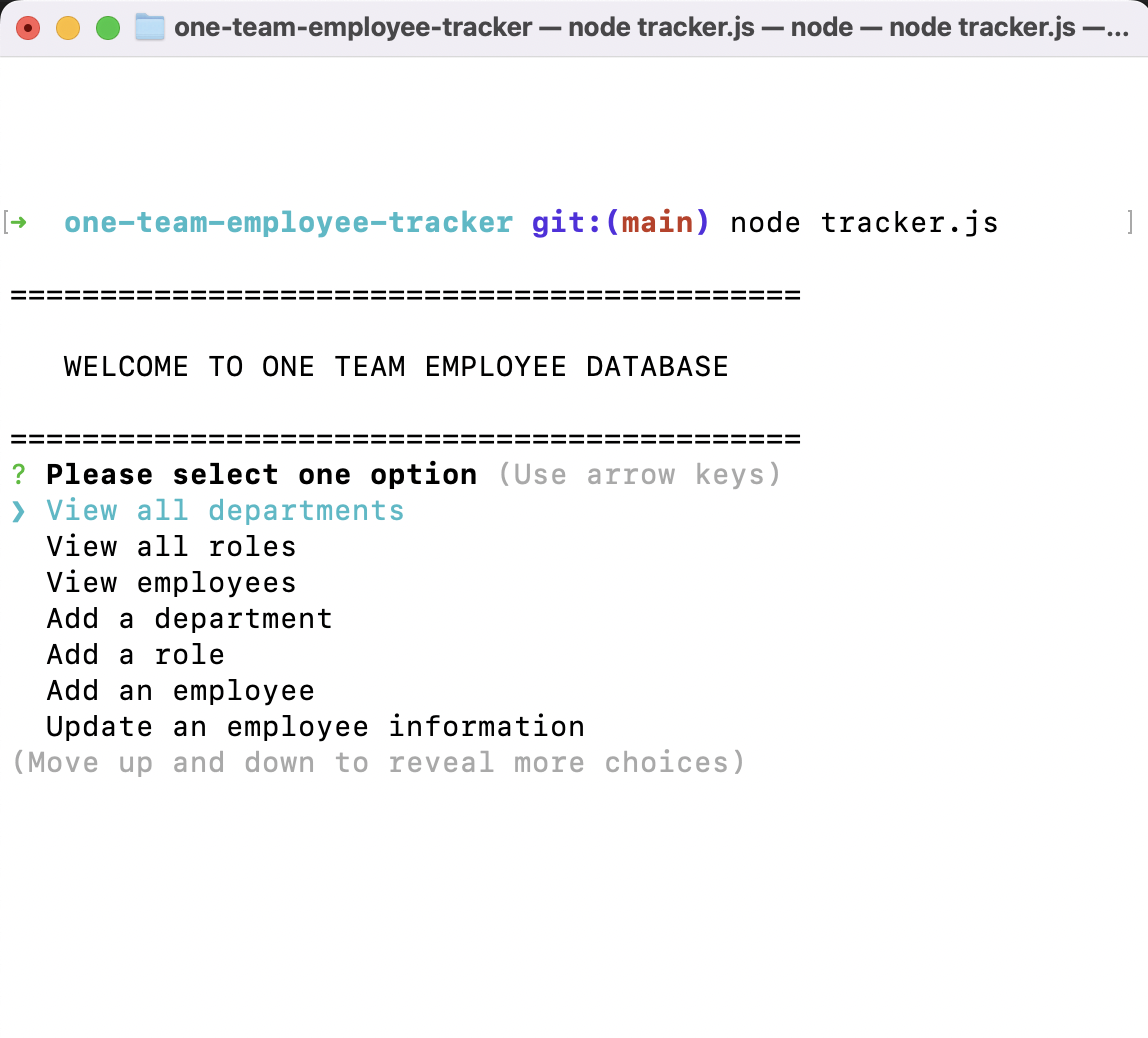 one-team-employee-tracker — node tracker.js — node — node tracker.js —...
[➜  one-team-employee-tracker git:(main) node tracker.js ]
============================================
WELCOME TO ONE TEAM EMPLOYEE DATABASE
============================================
? Please select one option (Use arrow keys)
❯ View all departments
View all roles
View employees
Add a department
Add a role
Add an employee
Update an employee information
(Move up and down to reveal more choices)